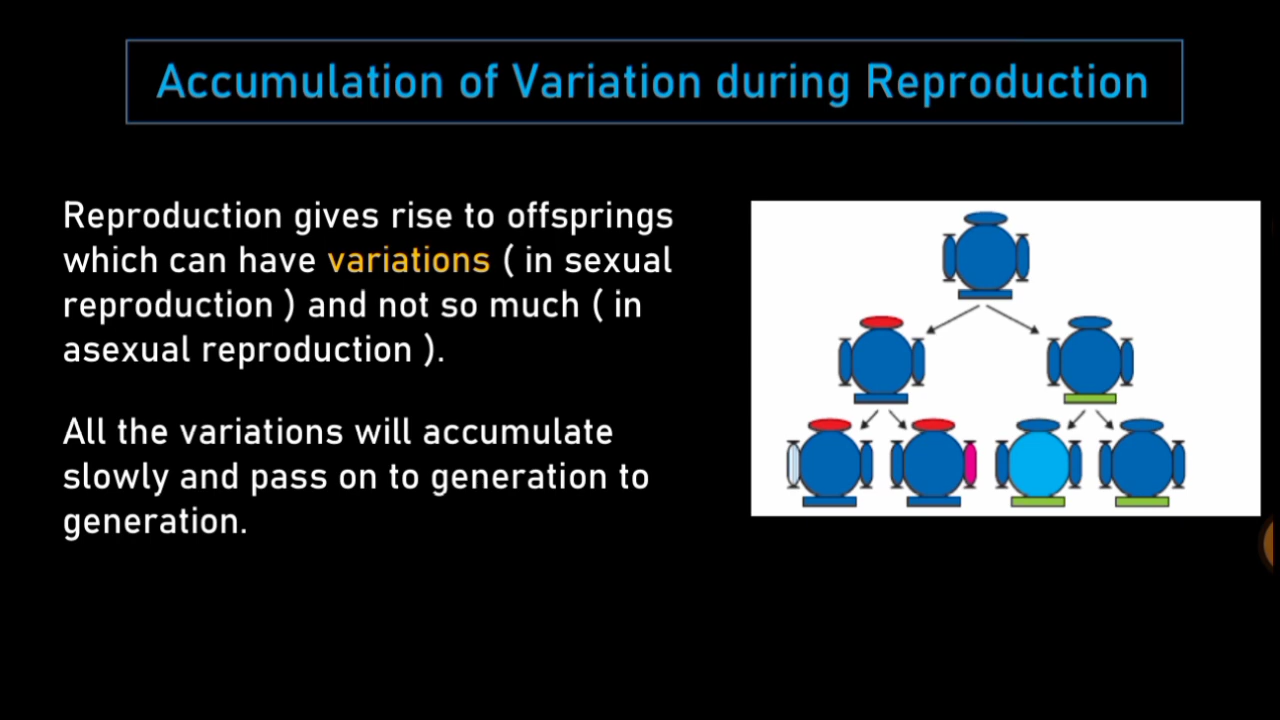 Accumulation of Variation during Reproduction
Reproduction gives rise to offsprings
which can have variations ( in sexual
reproduction ) and not so much ( in
asexual reproduction ).
All the variations will accumulate
slowly and pass on to generation to
generation.